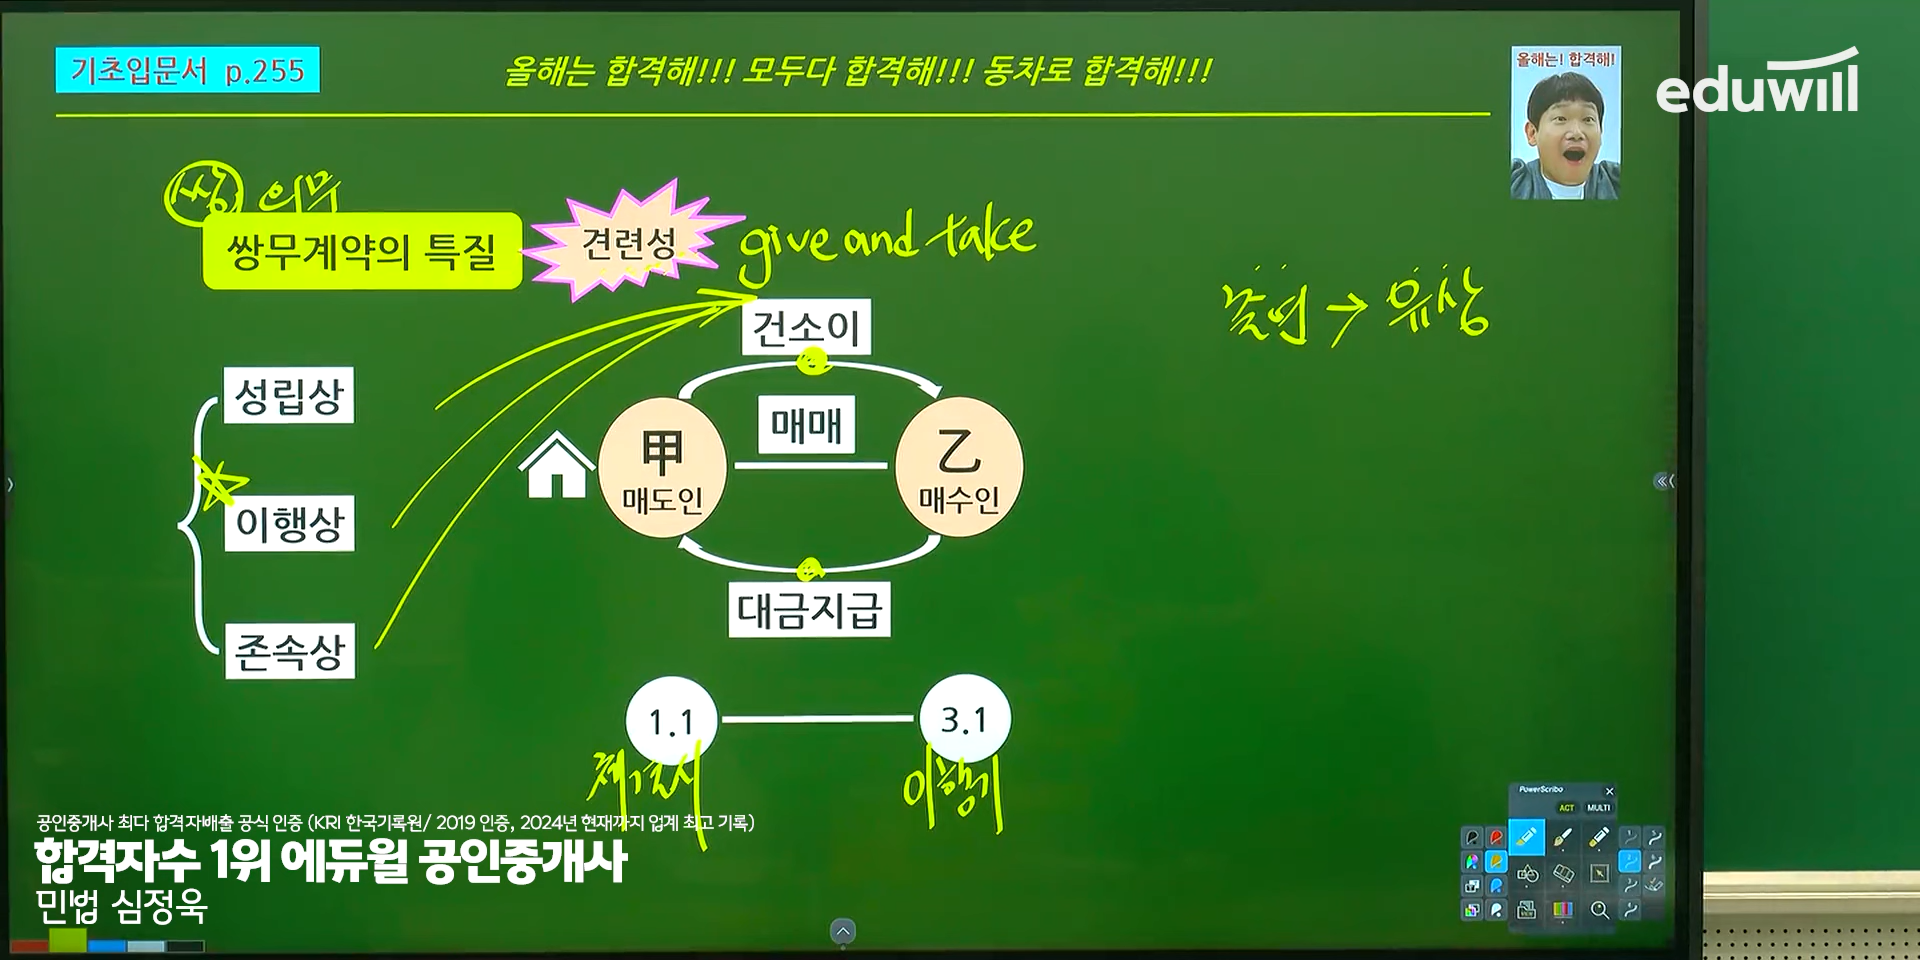 기초입문서 p.255
올해는 합격해!!! 모두다 합격해!!! 동차로 합격해!!!
올해는! 합격해!
eduwill
쌍 의무
쌍무계약의 특질
견련성
give and take
건소이
쌍무 → 유상
성립상
매매
甲
매도인
乙
매수인
이행상
대금지급
존속상
1.1
3.1
이행기
PowerScribo
ACT MULTI
공인중개사 최다 합격자배출 공식 인증 (KRI 한국기록원/ 2019 인증, 2024년 현재까지 업계 최고 기록)
합격자수 1위 에듀윌 공인중개사
민법 심정욱